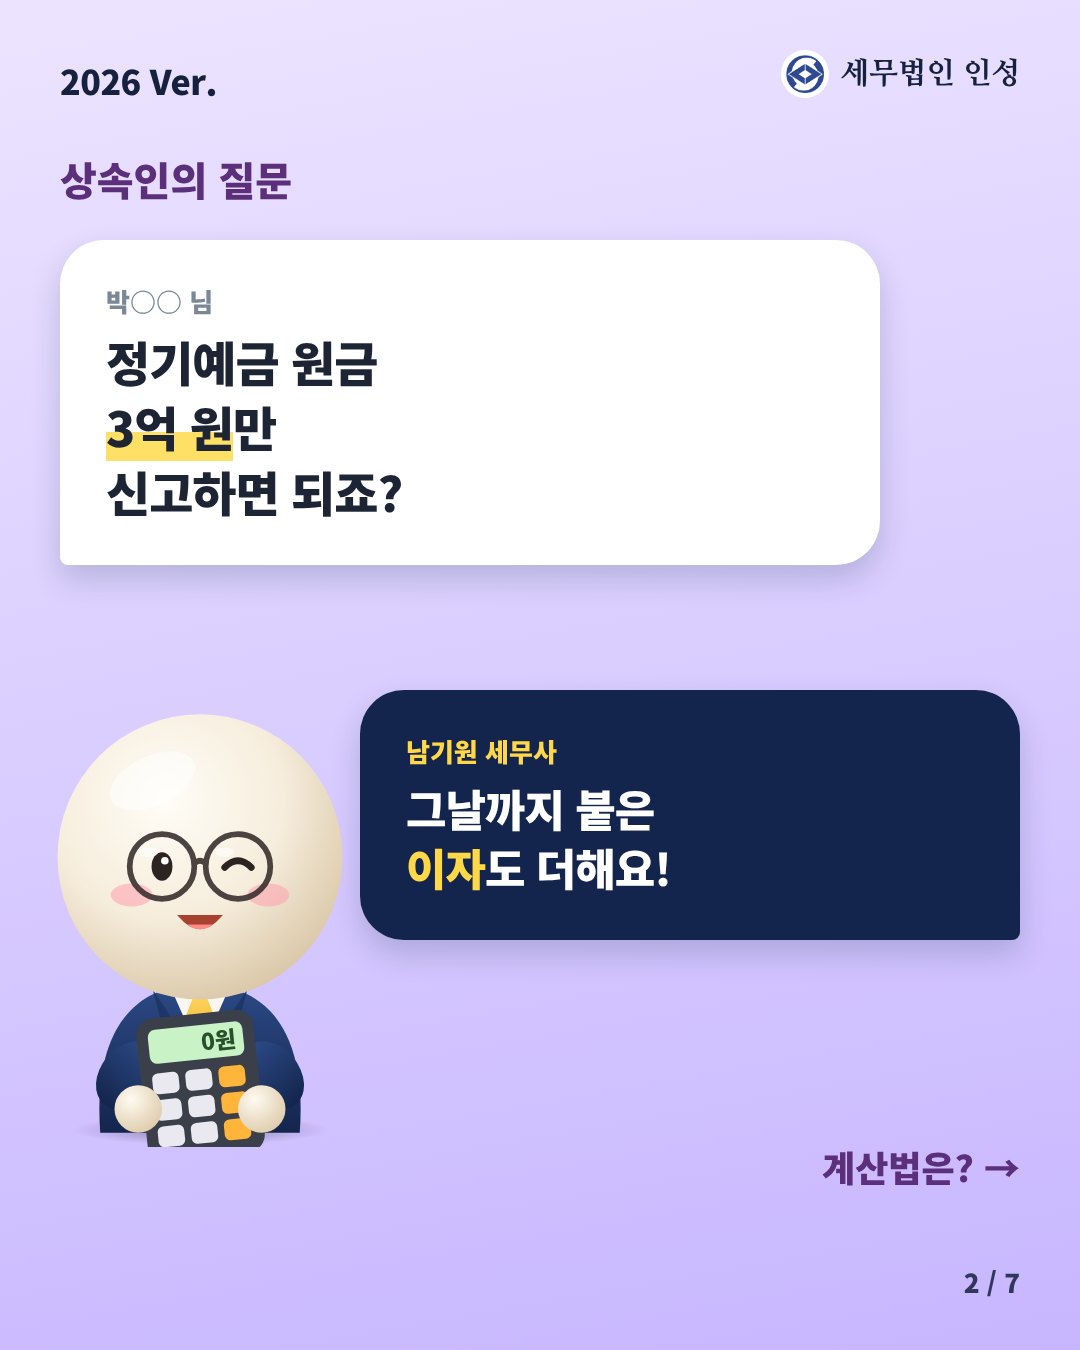 2026 Ver.
세무법인 인성
상속인의 질문
박○○ 님
정기예금 원금
3억 원만
신고하면 되죠?
남기원 세무사
그날까지 붙은
이자도 더해요!
0원
계산법은? →
2 / 7